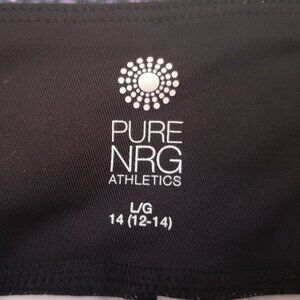 PURE
NRG
ATHLETICS
L/G
14 (12-14)